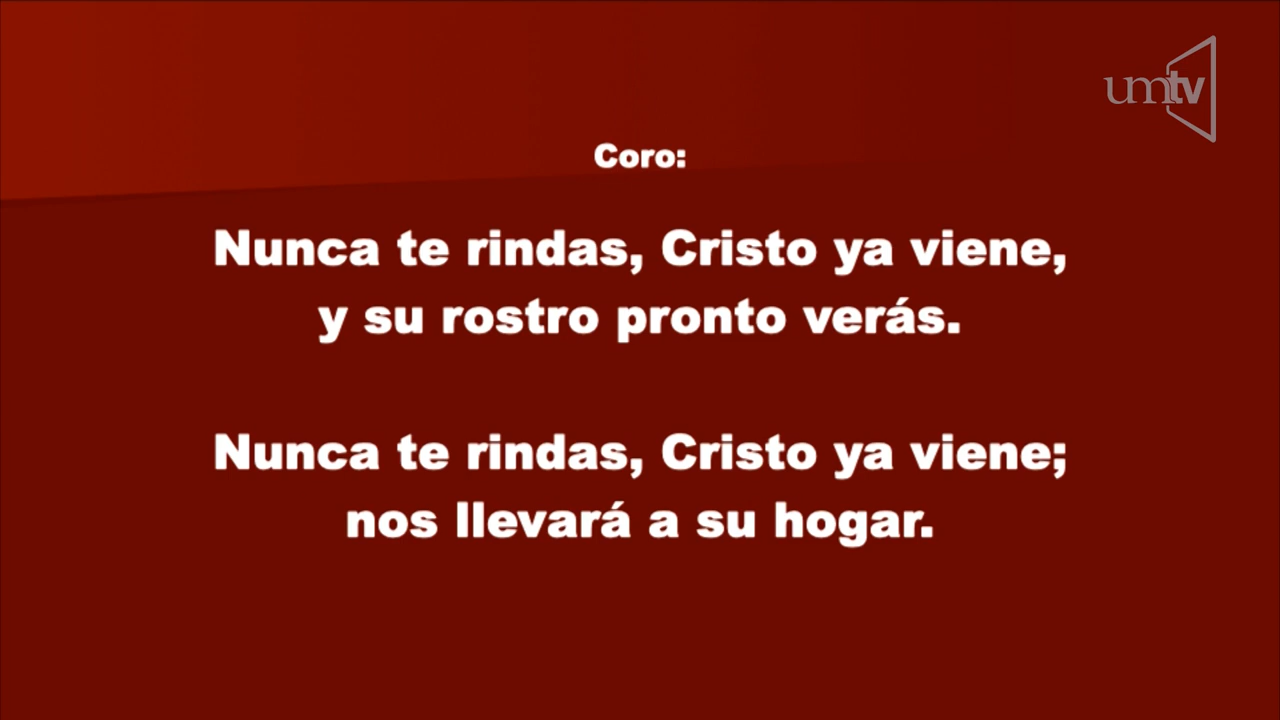 umtv
Coro:
Nunca te rindas, Cristo ya viene,
y su rostro pronto verás.
Nunca te rindas, Cristo ya viene;
nos llevará a su hogar.